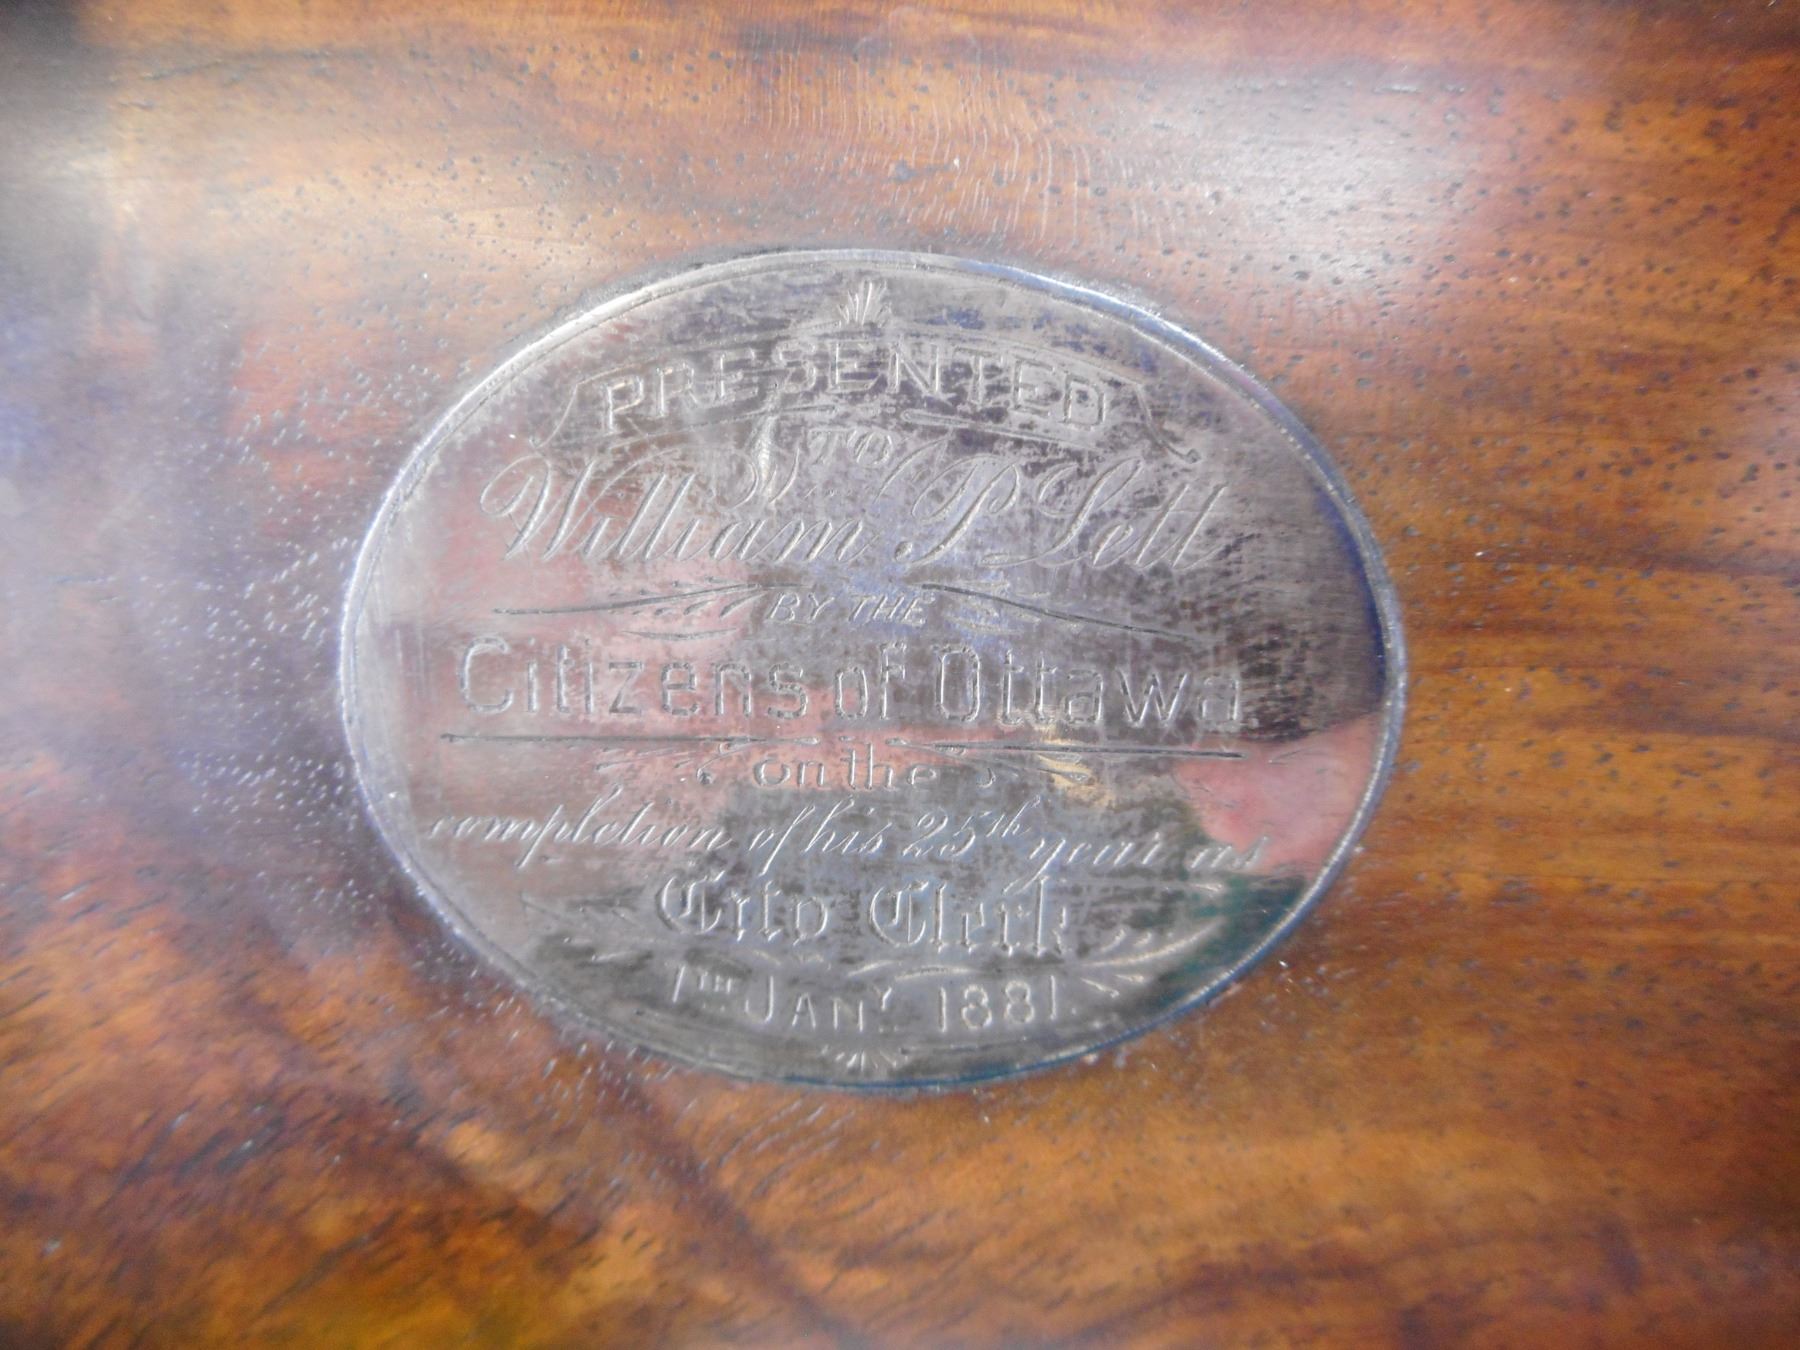 PRESENTED
TO
William P Lett
BY THE
Citizens of Ottawa
on the
completion of his 25th year as
City Clerk
1TH JANY 1881.